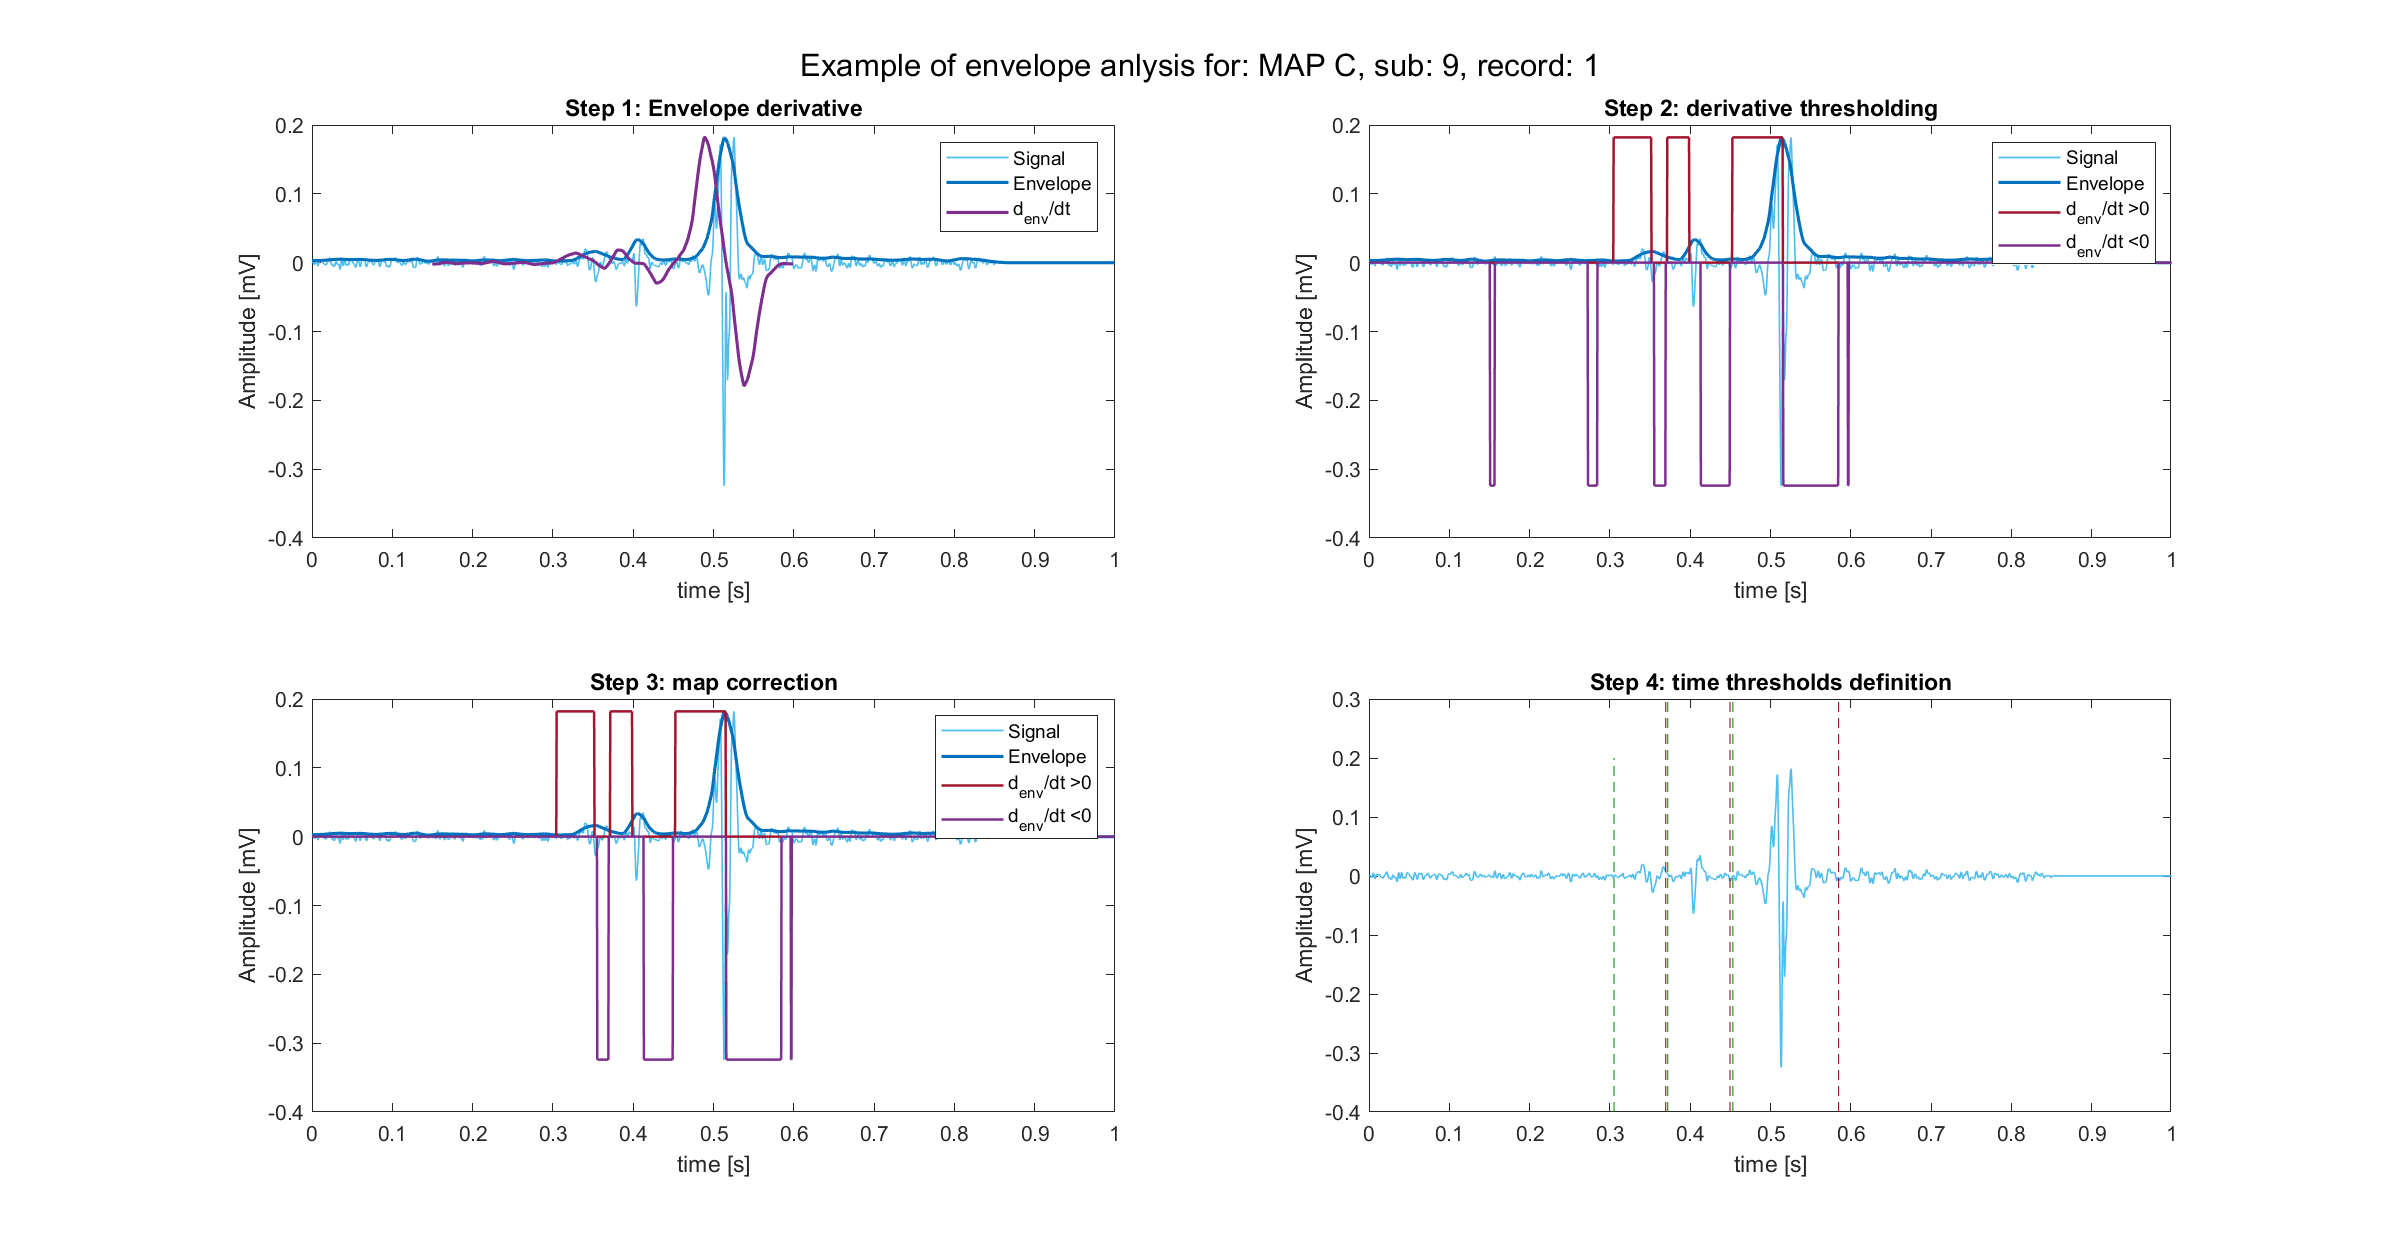 Example of envelope anlysis for: MAP C, sub: 9, record: 1
Step 1: Envelope derivative
0.2
0.1
0
-0.1
-0.2
-0.3
-0.4
Amplitude [mV]
Signal
Envelope
d_env/dt
0 0.1 0.2 0.3 0.4 0.5 0.6 0.7 0.8 0.9 1
time [s]
Step 2: derivative thresholding
0.2
0.1
0
-0.1
-0.2
-0.3
-0.4
Amplitude [mV]
Signal
Envelope
d_env/dt >0
d_env/dt <0
0 0.1 0.2 0.3 0.4 0.5 0.6 0.7 0.8 0.9 1
time [s]
Step 3: map correction
0.2
0.1
0
-0.1
-0.2
-0.3
-0.4
Amplitude [mV]
Signal
Envelope
d_env/dt >0
d_env/dt <0
0 0.1 0.2 0.3 0.4 0.5 0.6 0.7 0.8 0.9 1
time [s]
Step 4: time thresholds definition
0.3
0.2
0.1
0
-0.1
-0.2
-0.3
-0.4
Amplitude [mV]
0 0.1 0.2 0.3 0.4 0.5 0.6 0.7 0.8 0.9 1
time [s]